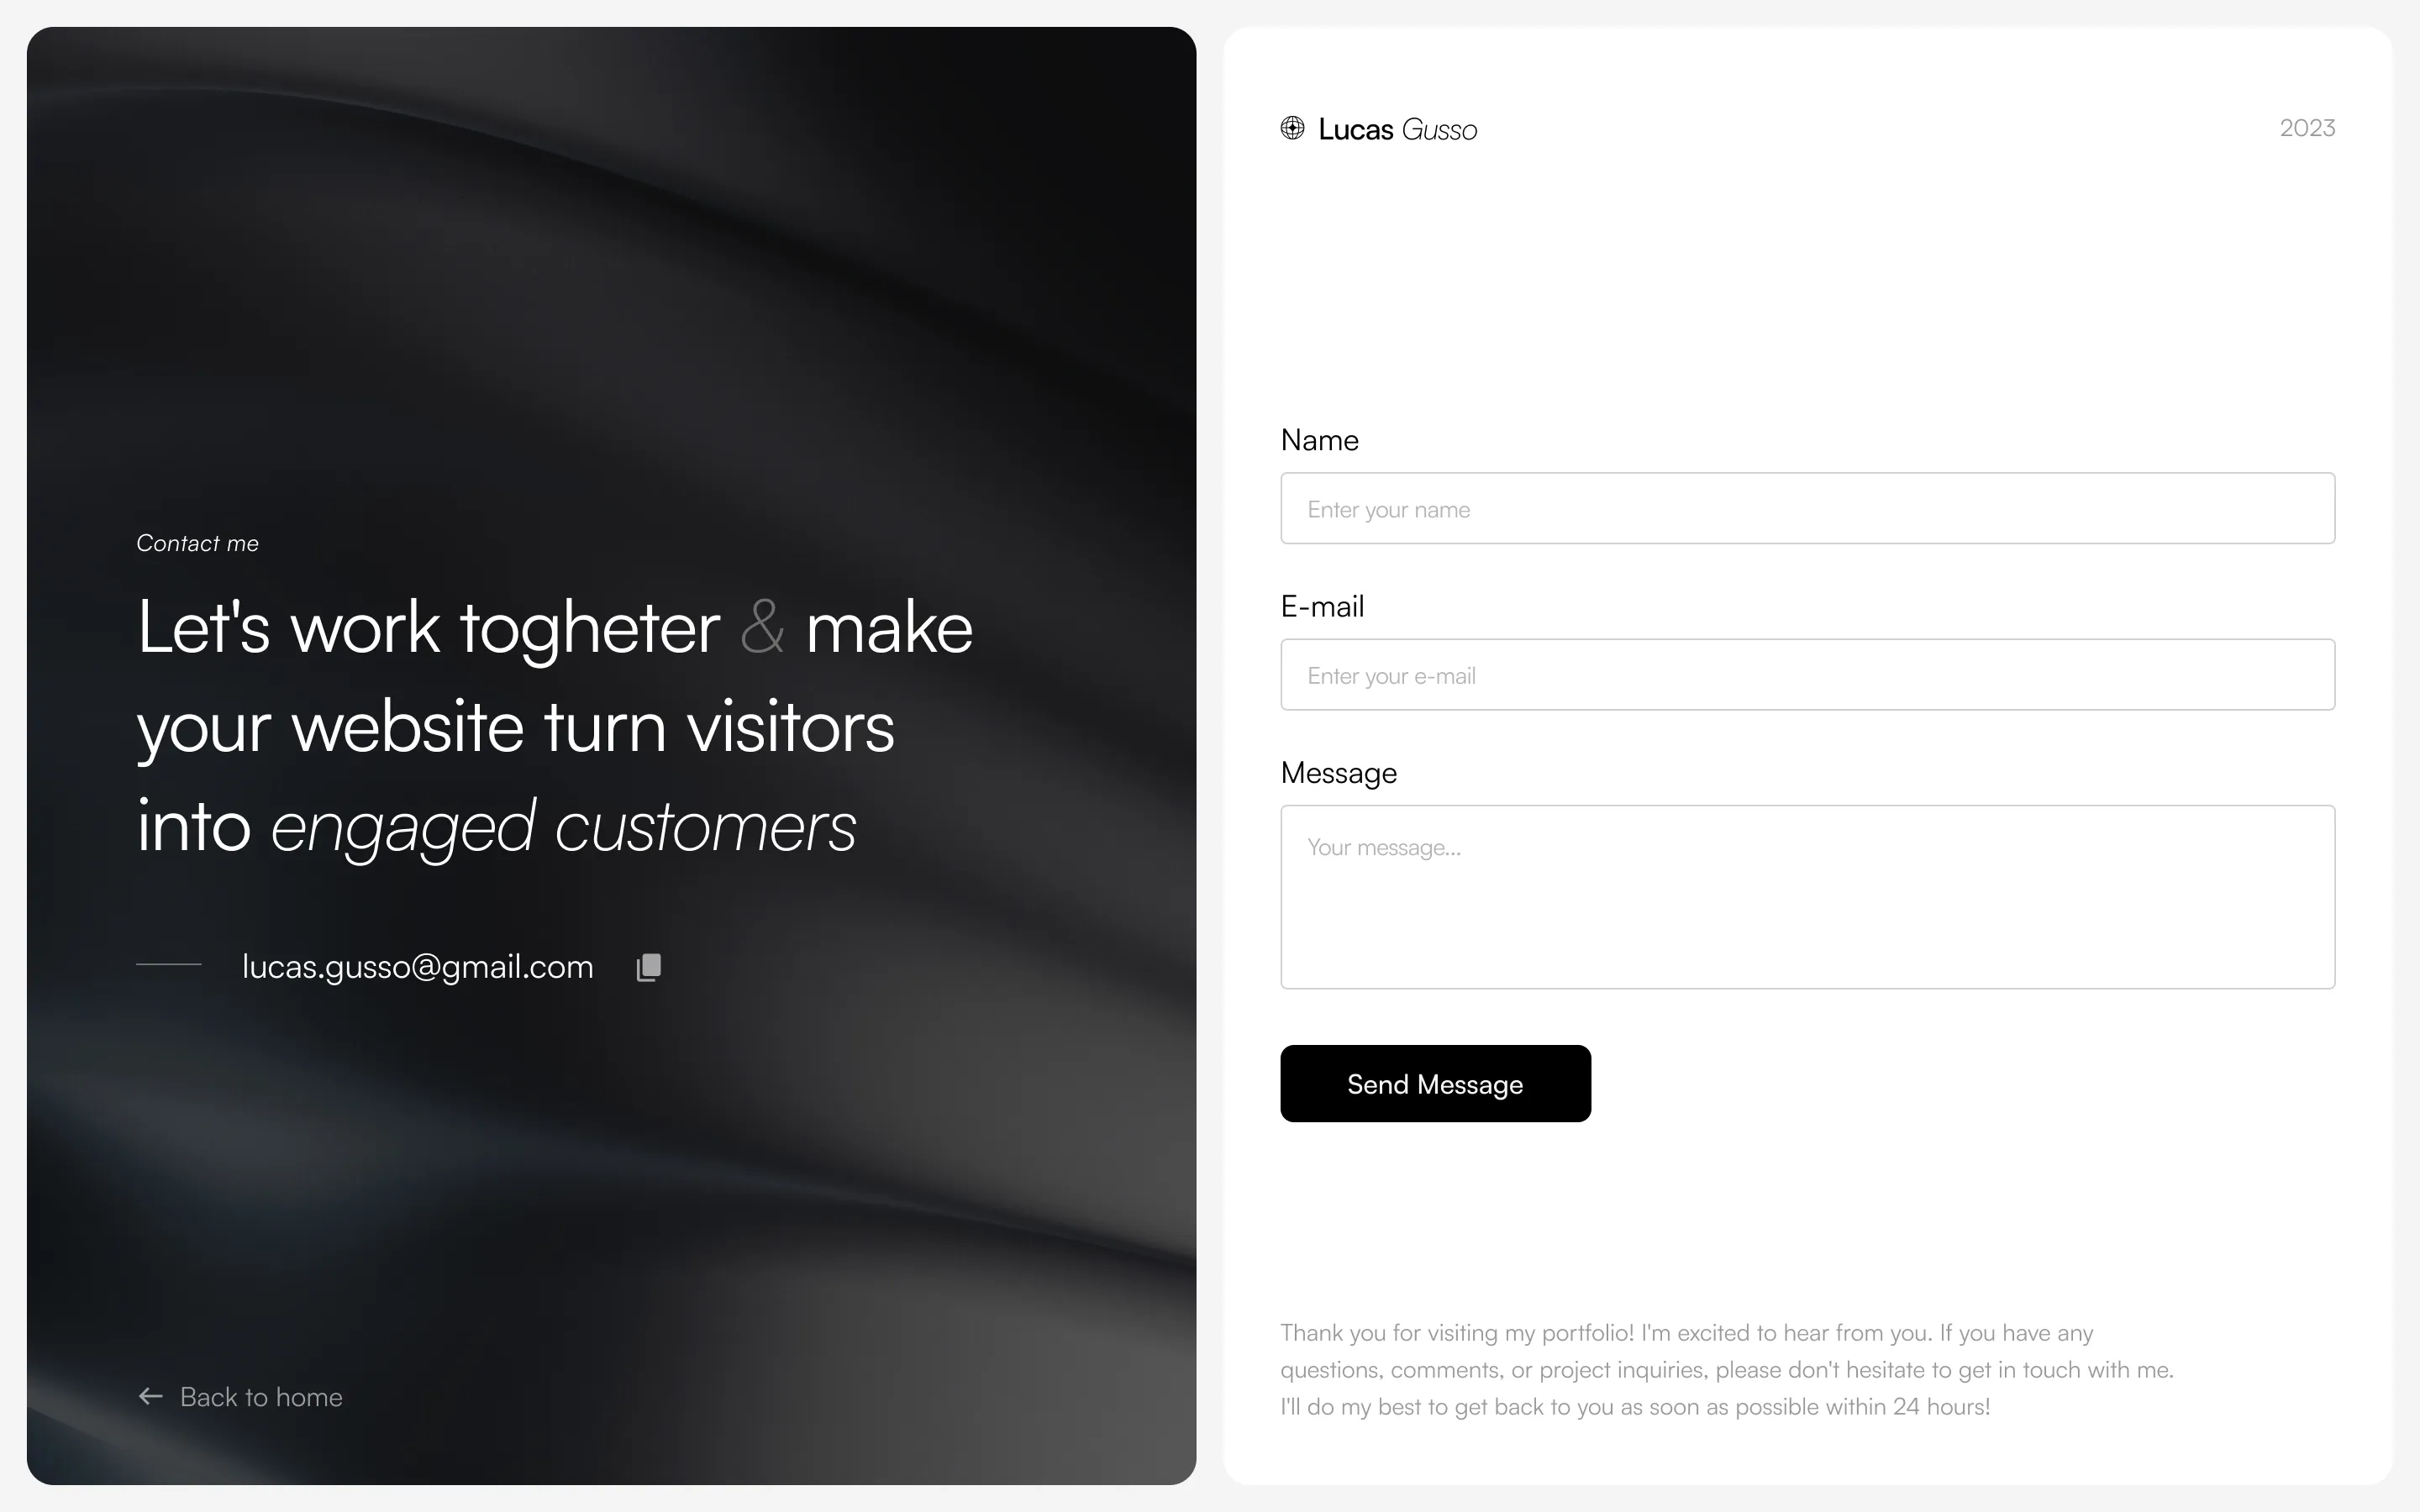 Contact me
Let's work togheter & make
your website turn visitors
into engaged customers
lucas.gusso@gmail.com
Back to home
Lucas Gusso
2023
Name
Enter your name
E-mail
Enter your e-mail
Message
Your message...
Send Message
Thank you for visiting my portfolio! I'm excited to hear from you. If you have any
questions, comments, or project inquiries, please don't hesitate to get in touch with me.
I'll do my best to get back to you as soon as possible within 24 hours!